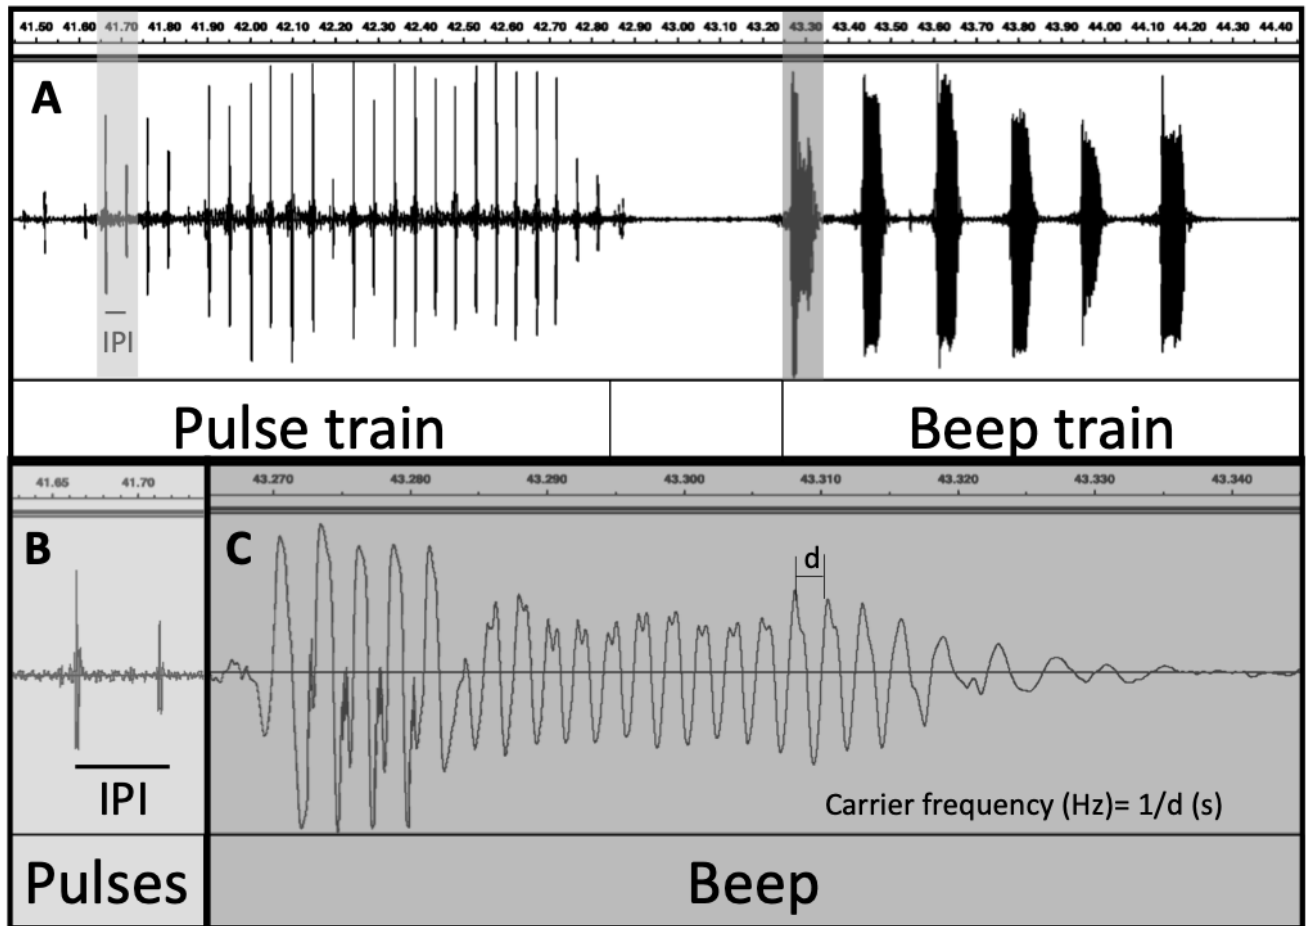 41.50 41.60 41.70 41.80 41.90 42.00 42.10 42.20 42.30 42.40 42.50 42.60 42.70 42.80 42.90 43.00 43.10 43.20 43.30 43.40 43.50 43.60 43.70 43.80 43.90 44.00 44.10 44.20 44.30 44.40
A
IPI
Pulse train Beep train
41.65 41.70 43.270 43.280 43.290 43.300 43.310 43.320 43.330 43.340
B C d
IPI Carrier frequency (Hz)= 1/d (s)
Pulses Beep